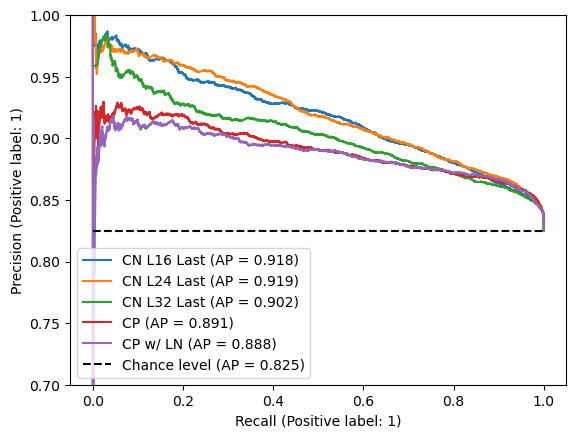 1.00
0.95
0.90
0.85
0.80
0.75
0.70
Precision (Positive label: 1)
CN L16 Last (AP = 0.918)
CN L24 Last (AP = 0.919)
CN L32 Last (AP = 0.902)
CP (AP = 0.891)
CP w/ LN (AP = 0.888)
Chance level (AP = 0.825)
0.0 0.2 0.4 0.6 0.8 1.0
Recall (Positive label: 1)